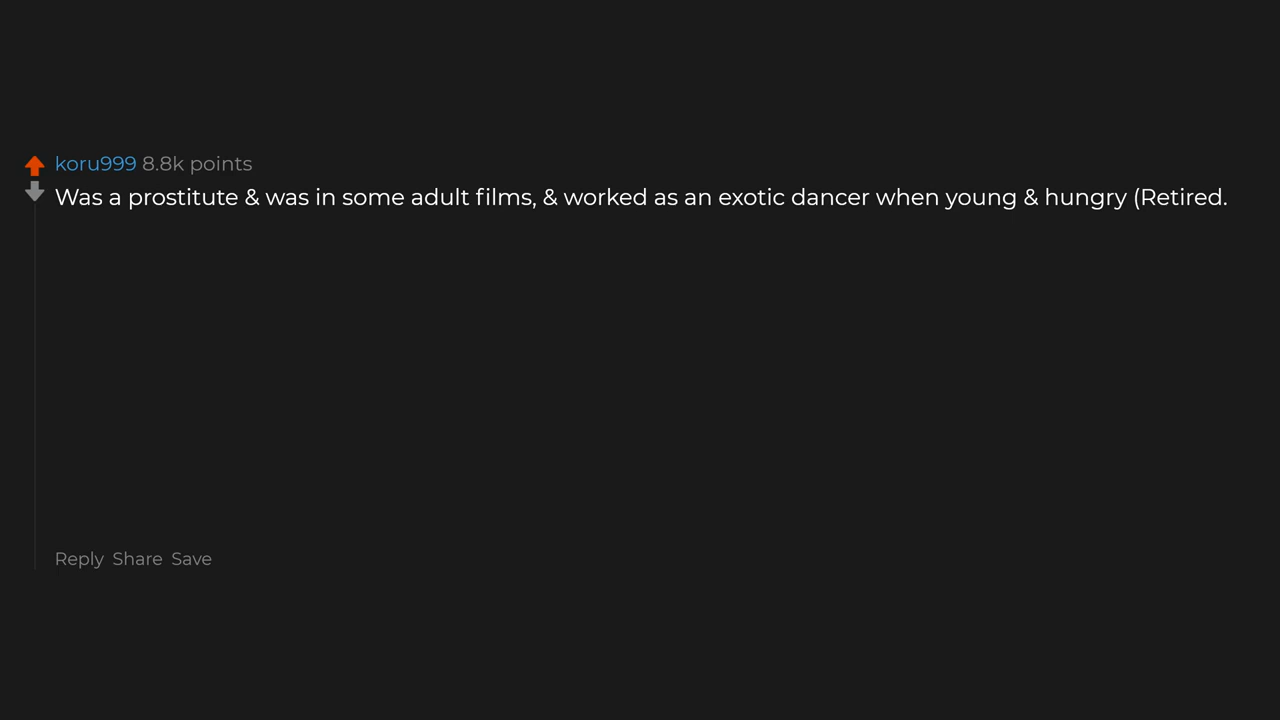 koru999 8.8k points
Was a prostitute & was in some adult films, & worked as an exotic dancer when young & hungry (Retired.
Reply Share Save